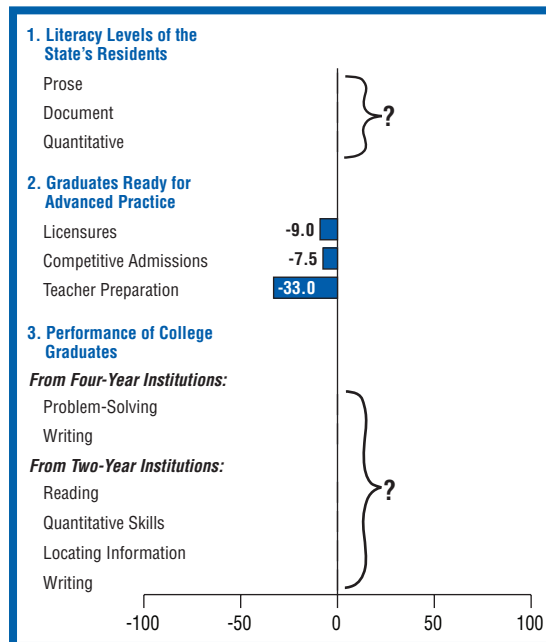 1. Literacy Levels of the
State's Residents
Prose
Document
?
Quantitative
2. Graduates Ready for
Advanced Practice
Licensures -9.0
Competitive Admissions -7.5
Teacher Preparation -33.0
3. Performance of College
Graduates
From Four-Year Institutions:
Problem-Solving
Writing
From Two-Year Institutions:
Reading ?
Quantitative Skills
Locating Information
Writing
-100 -50 0 50 100